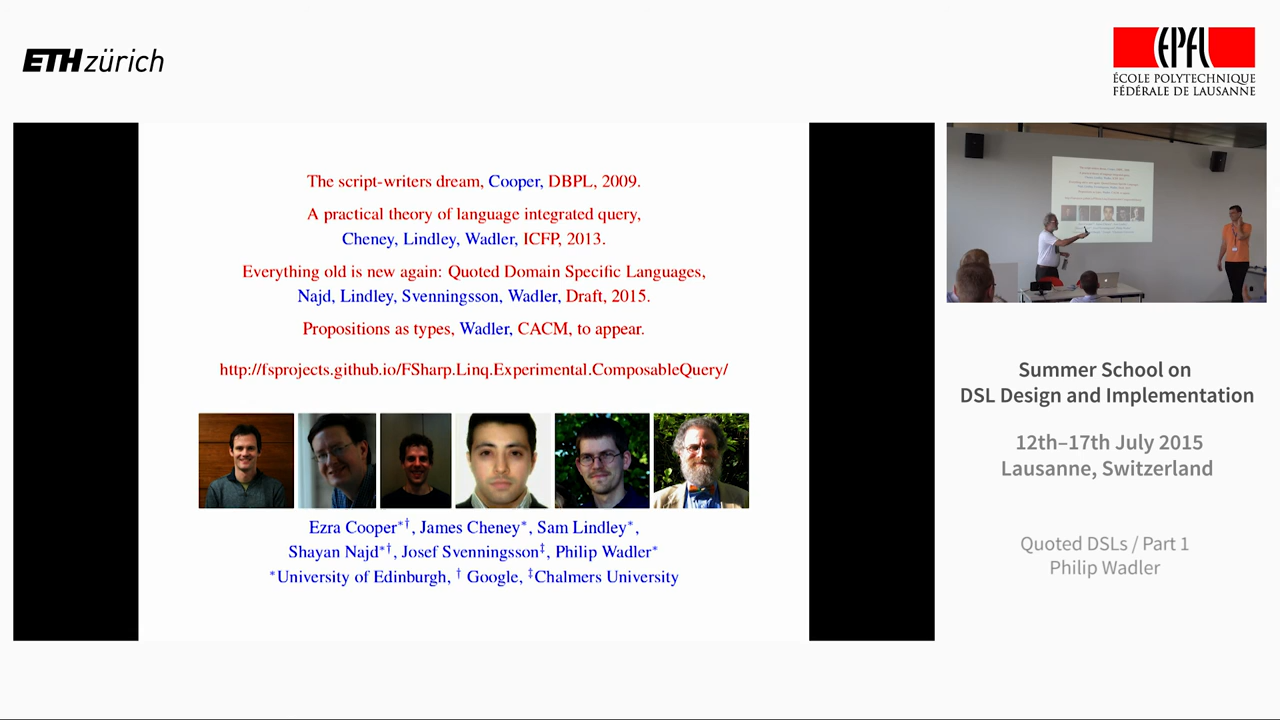 ETH zürich
EPFL
ÉCOLE POLYTECHNIQUE
FÉDÉRALE DE LAUSANNE
The script-writers dream, Cooper, DBPL, 2009.
A practical theory of language integrated query,
Cheney, Lindley, Wadler, ICFP, 2013.
Everything old is new again: Quoted Domain Specific Languages,
Najd, Lindley, Svenningsson, Wadler, Draft, 2015.
Propositions as types, Wadler, CACM, to appear.
http://fsprojects.github.io/FSharp.Linq.Experimental.ComposableQuery/
Ezra Cooper*†, James Cheney*, Sam Lindley*,
Shayan Najd*†, Josef Svenningsson‡, Philip Wadler*
*University of Edinburgh, † Google, ‡Chalmers University
Summer School on
DSL Design and Implementation
12th–17th July 2015
Lausanne, Switzerland
Quoted DSLs / Part 1
Philip Wadler